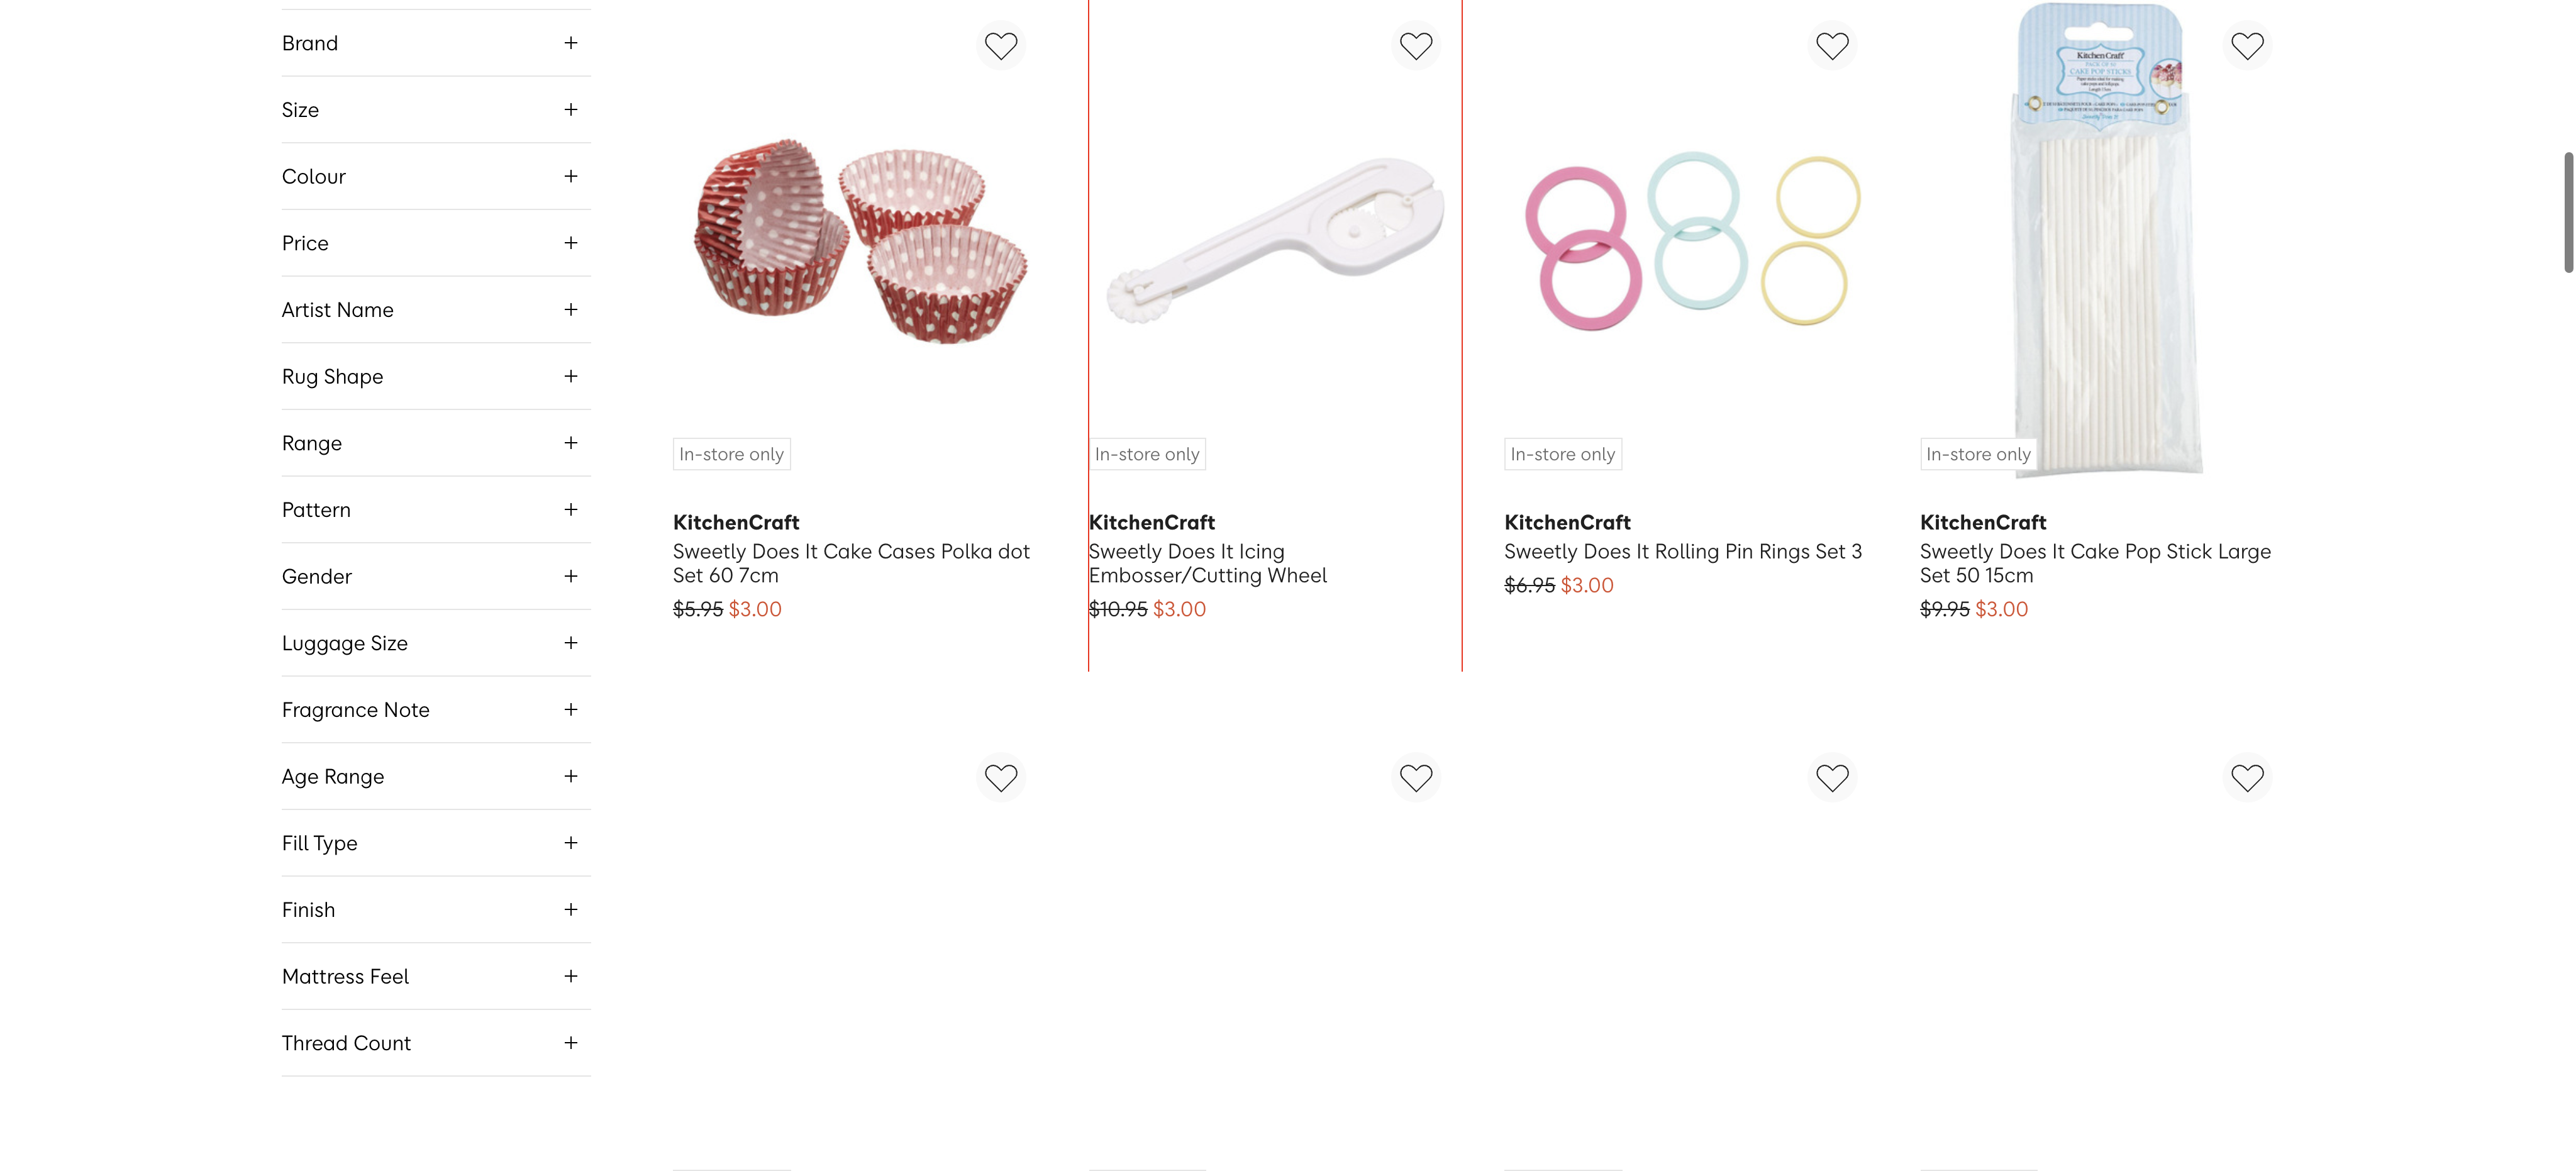 Brand
Size
Colour
Price
Artist Name
Rug Shape
Range
Pattern
Gender
Luggage Size
Fragrance Note
Age Range
Fill Type
Finish
Mattress Feel
Thread Count
In-store only
KitchenCraft
Sweetly Does It Cake Cases Polka dot
Set 60 7cm
$5.95 $3.00
In-store only
KitchenCraft
Sweetly Does It Icing
Embosser/Cutting Wheel
$10.95 $3.00
In-store only
KitchenCraft
Sweetly Does It Rolling Pin Rings Set 3
$6.95 $3.00
KitchenCraft
PACK OF 50
CAKE POP STICKS
In-store only
KitchenCraft
Sweetly Does It Cake Pop Stick Large
Set 50 15cm
$9.95 $3.00